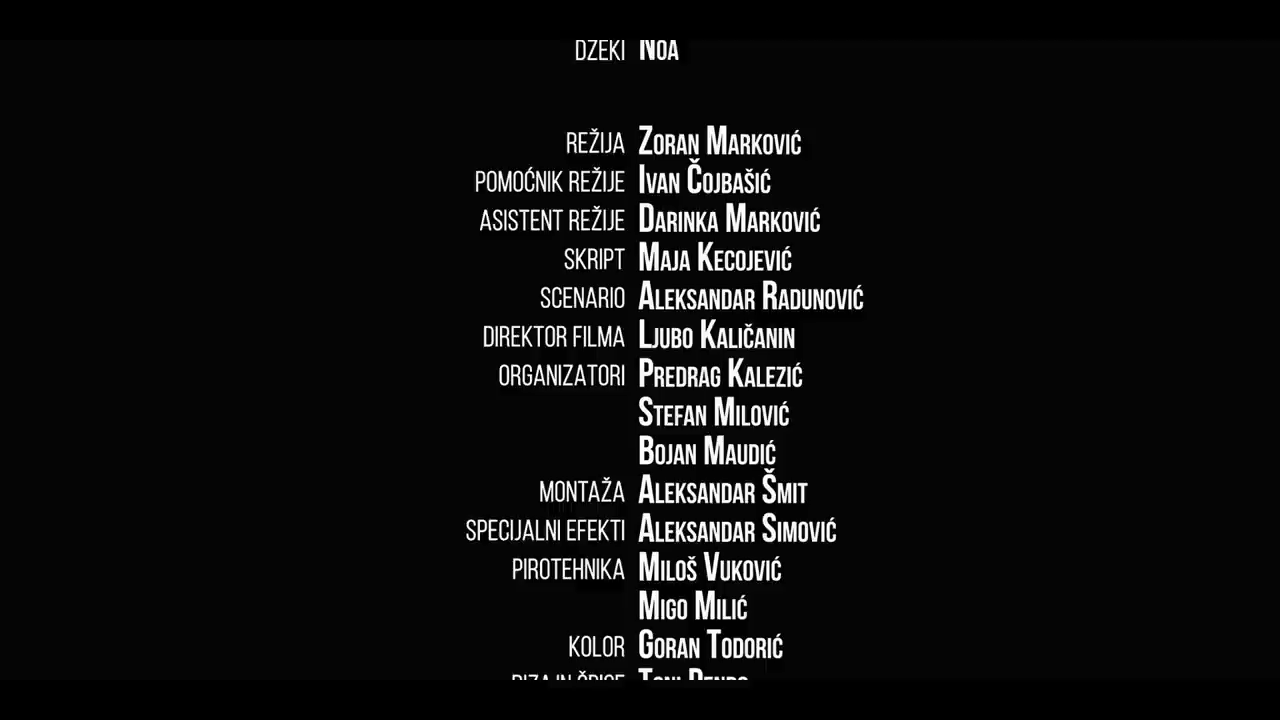 DZEKI NOA
REŽIJA ZORAN MARKOVIĆ
POMOĆNIK REŽIJE IVAN ČOJBAŠIĆ
ASISTENT REŽIJE DARINKA MARKOVIĆ
SKRIPT MAJA KECOJEVIĆ
SCENARIO ALEKSANDAR RADUNOVIĆ
DIREKTOR FILMA LJUBO KALIČANIN
ORGANIZATORI PREDRAG KALEZIĆ
STEFAN MILOVIĆ
BOJAN MAUDIĆ
MONTAŽA ALEKSANDAR ŠMIT
SPECIJALNI EFEKTI ALEKSANDAR SIMOVIĆ
PIROTEHNIKA MILOŠ VUKOVIĆ
MIGO MILIĆ
KOLOR GORAN TODORIĆ